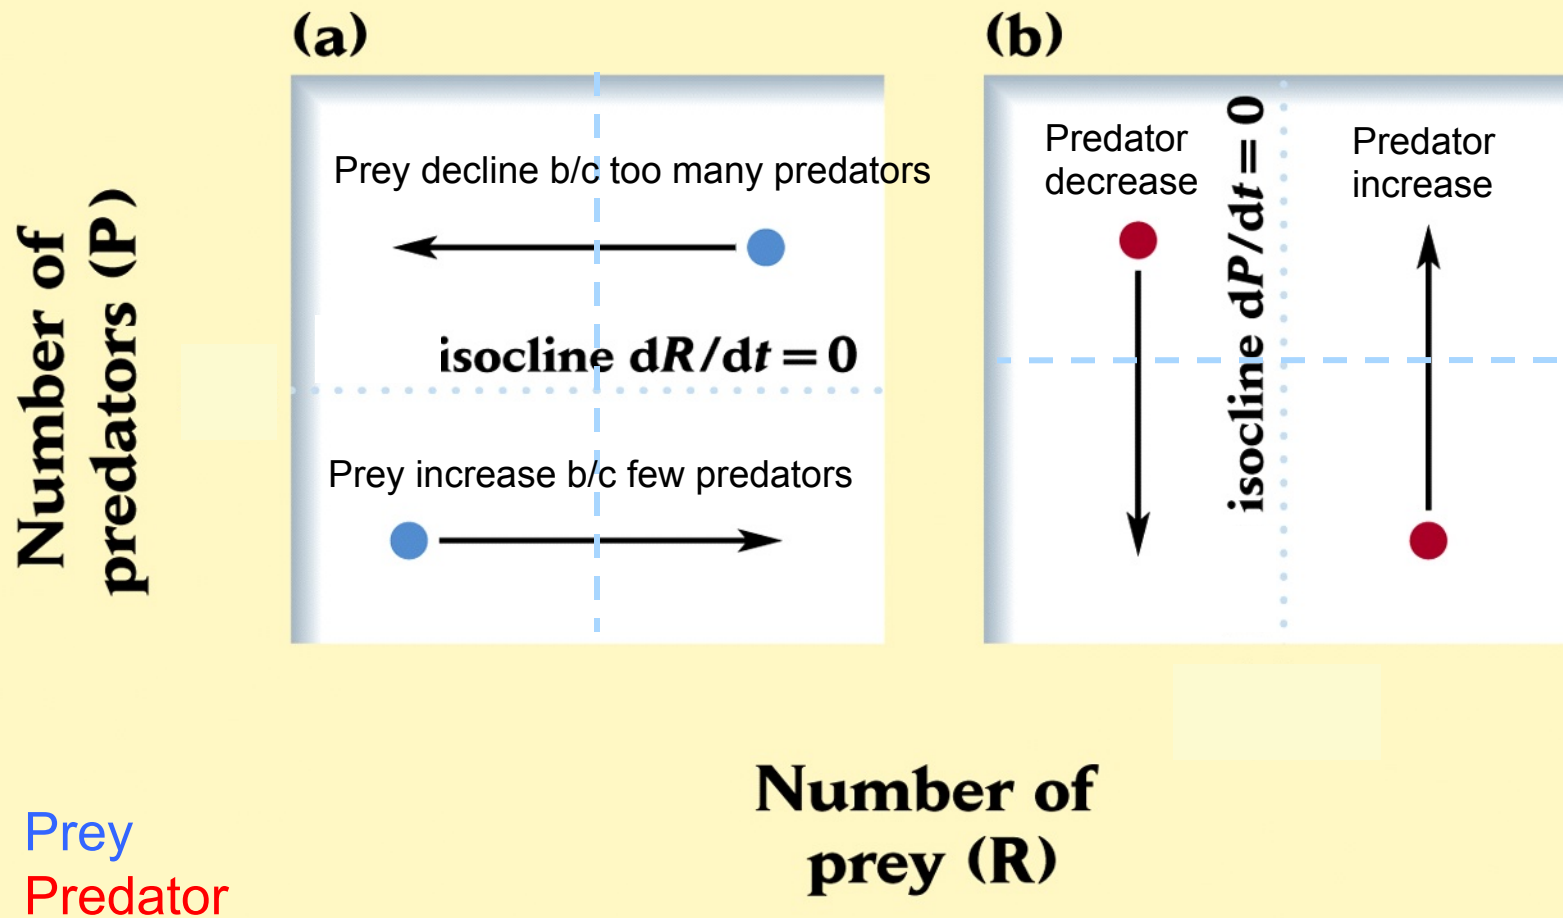 (a)
(b)
Number of
predators (P)
Prey decline b/c too many predators
isocline dR/dt = 0
Prey increase b/c few predators
Predator
decrease
isocline dP/dt = 0
Predator
increase
Number of
prey (R)
Prey
Predator